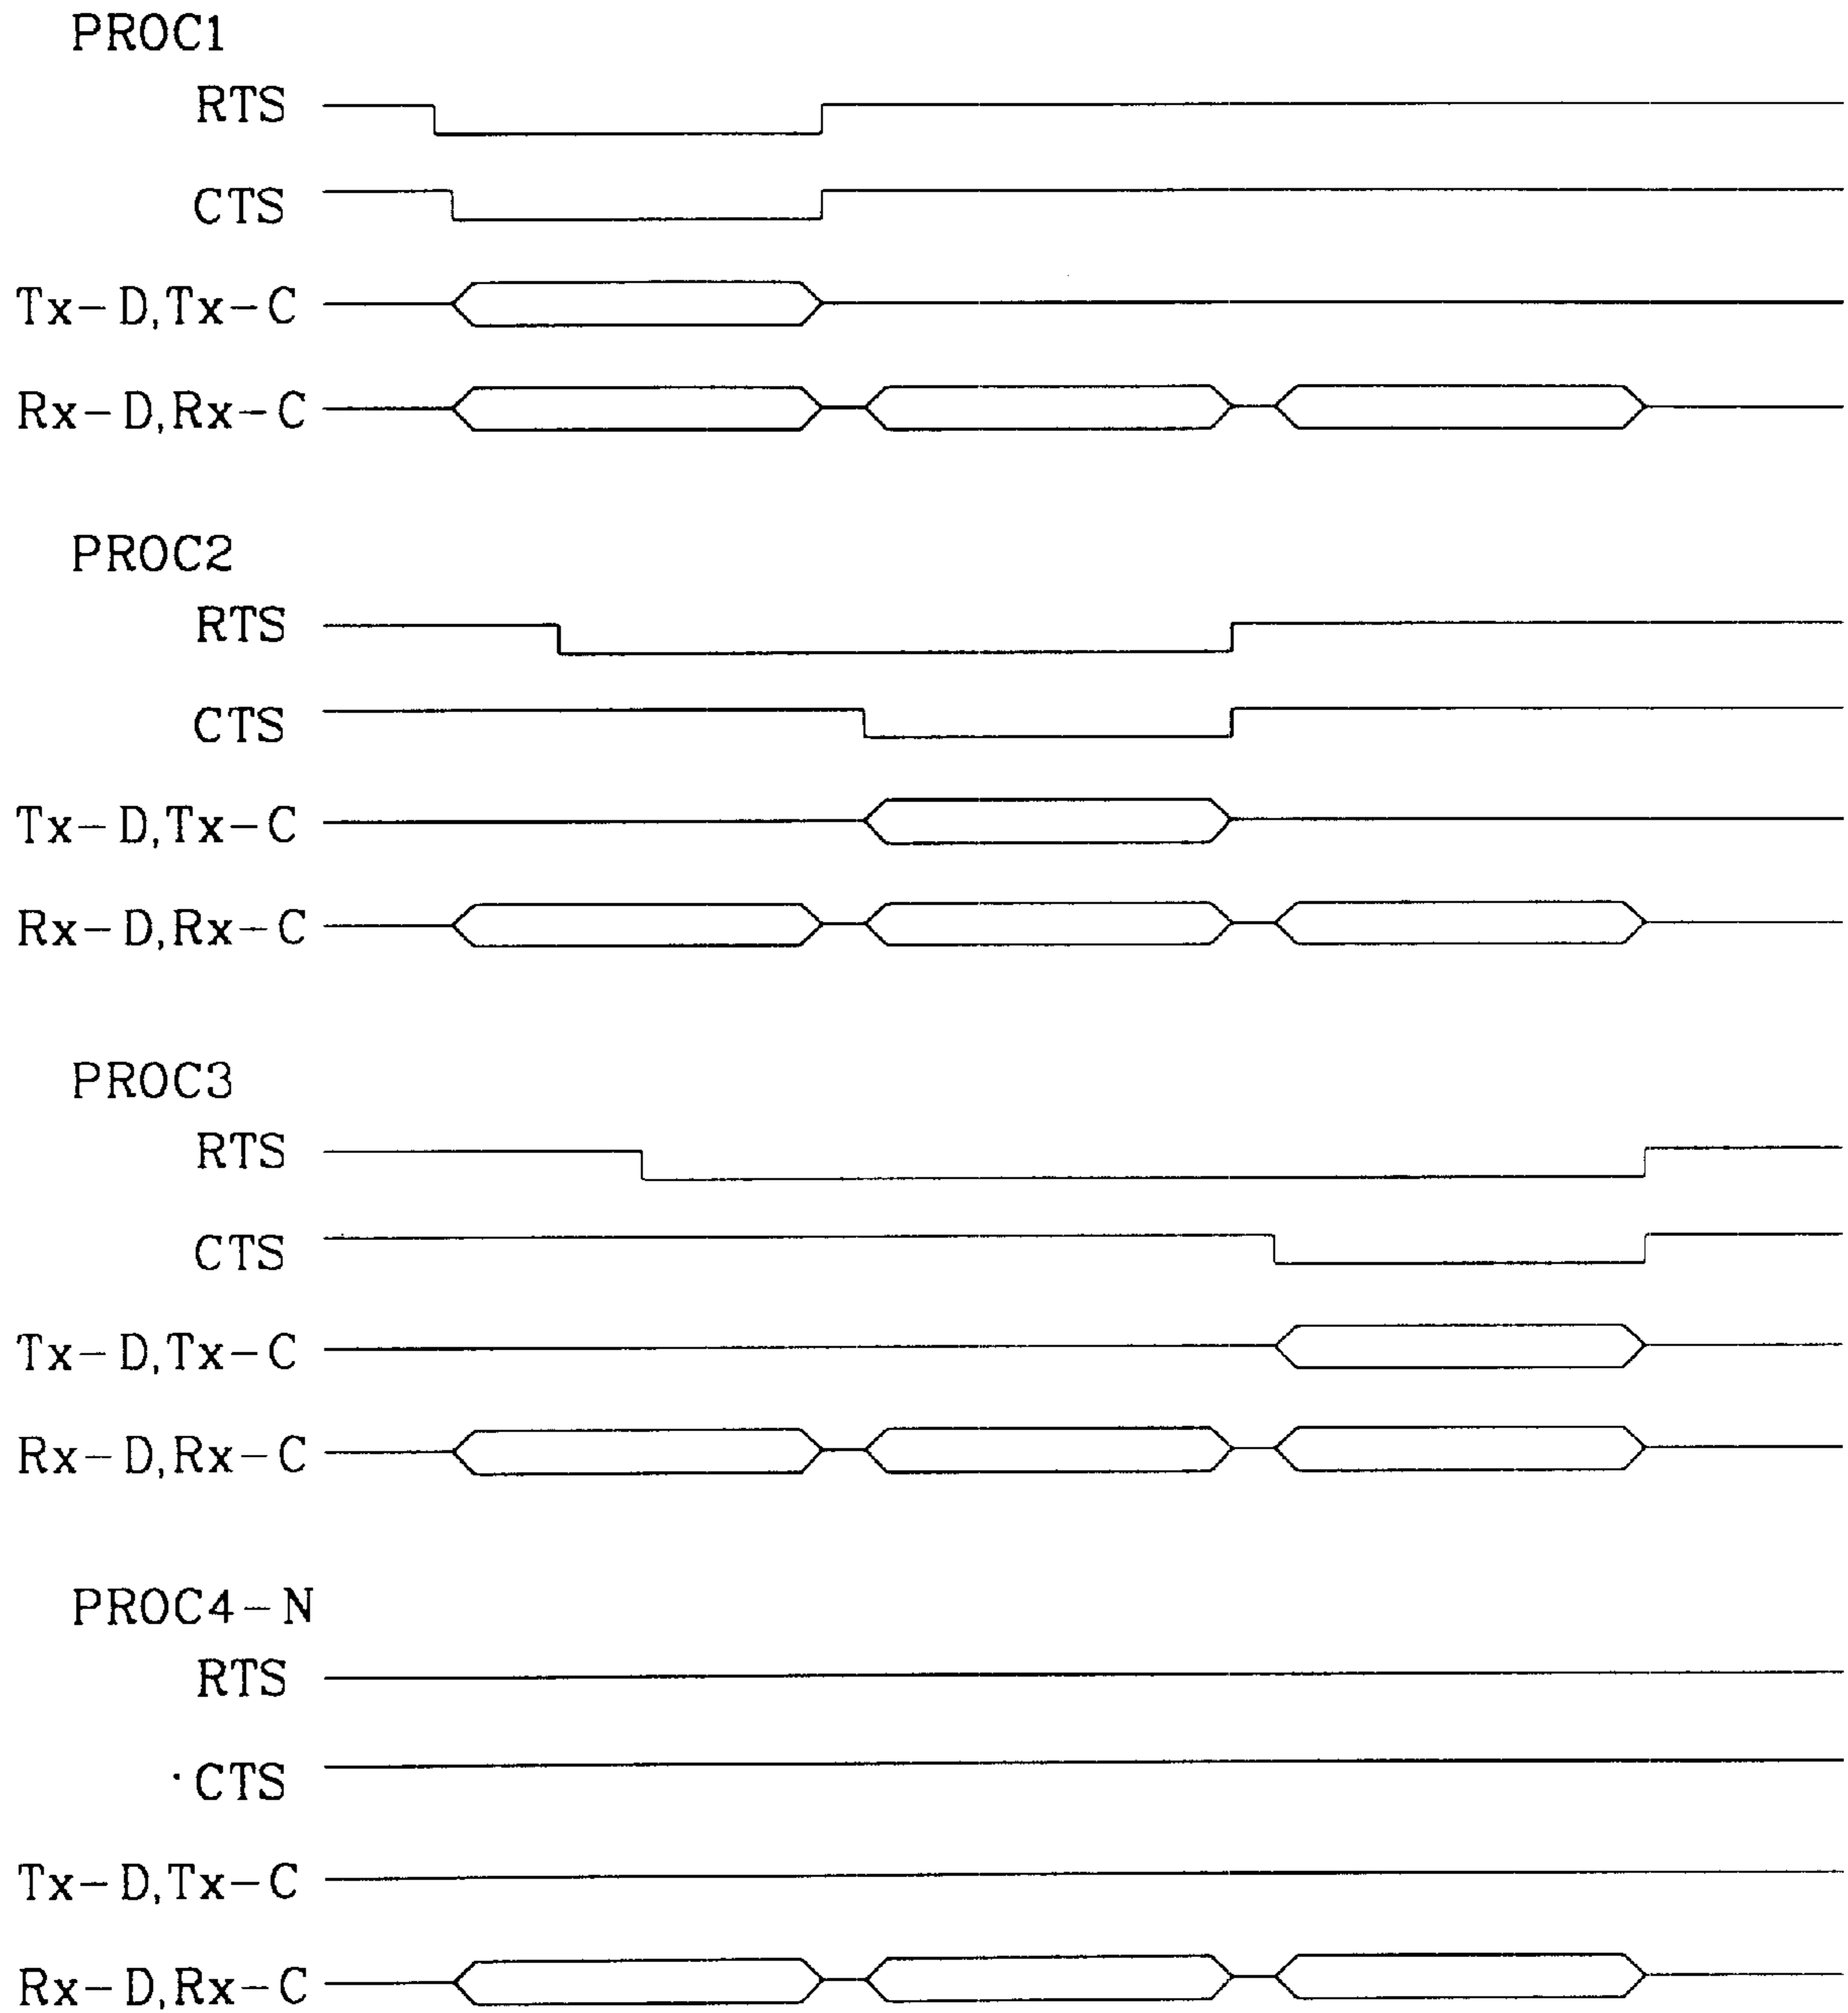 PROC1
RTS
CTS
Tx-D,Tx-C
Rx-D,Rx-C
PROC2
RTS
CTS
Tx-D,Tx-C
Rx-D,Rx-C
PROC3
RTS
CTS
Tx-D,Tx-C
Rx-D,Rx-C
PROC4-N
RTS
CTS
Tx-D,Tx-C
Rx-D,Rx-C